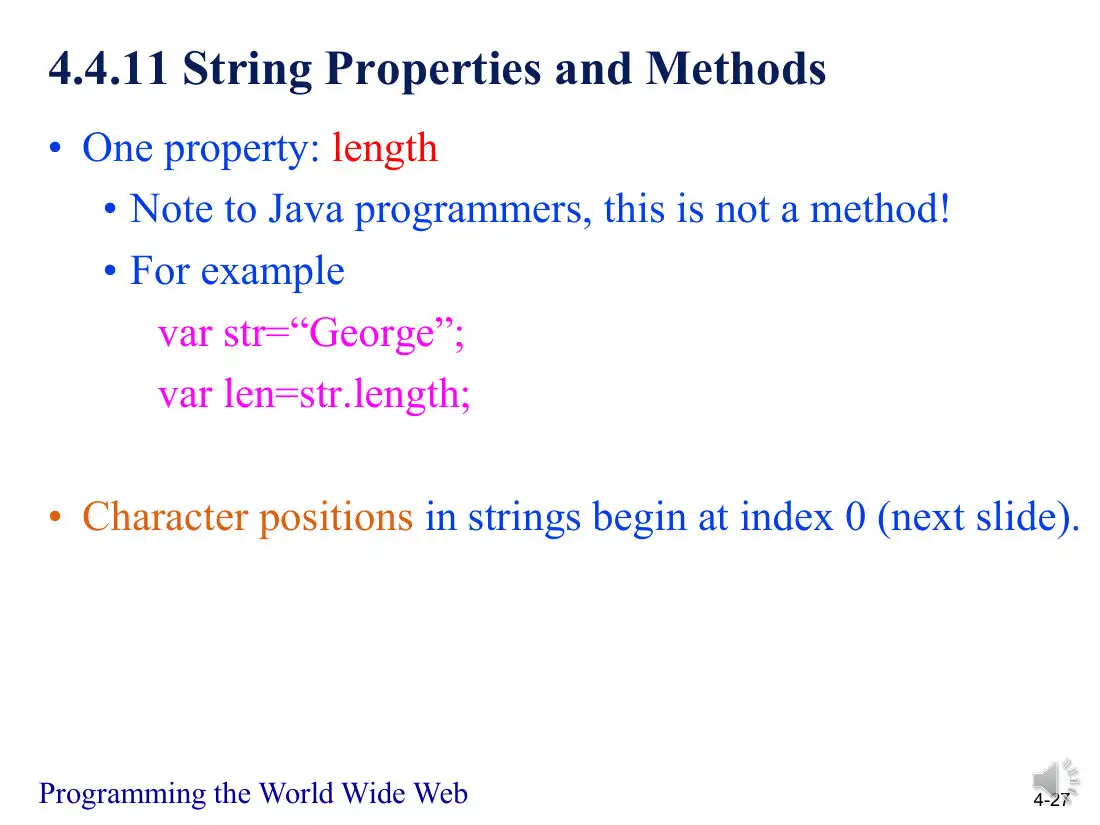 4.4.11 String Properties and Methods
• One property: length
• Note to Java programmers, this is not a method!
• For example
var str=“George”;
var len=str.length;
• Character positions in strings begin at index 0 (next slide).
Programming the World Wide Web
4-27